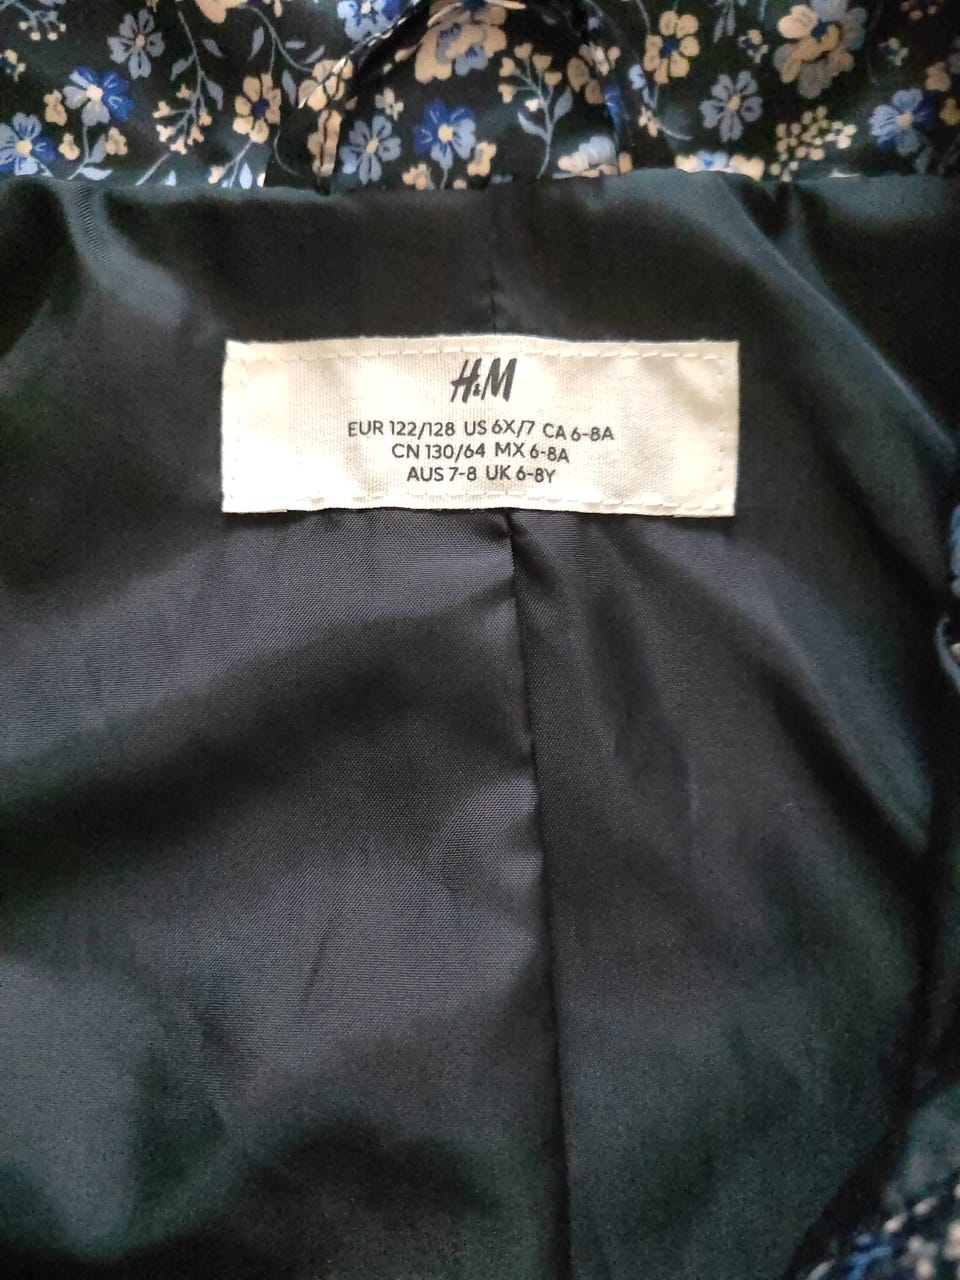 H&M
EUR 122/128 US 6X/7 CA 6-8A
CN 130/64 MX 6-8A
AUS 7-8 UK 6-8Y